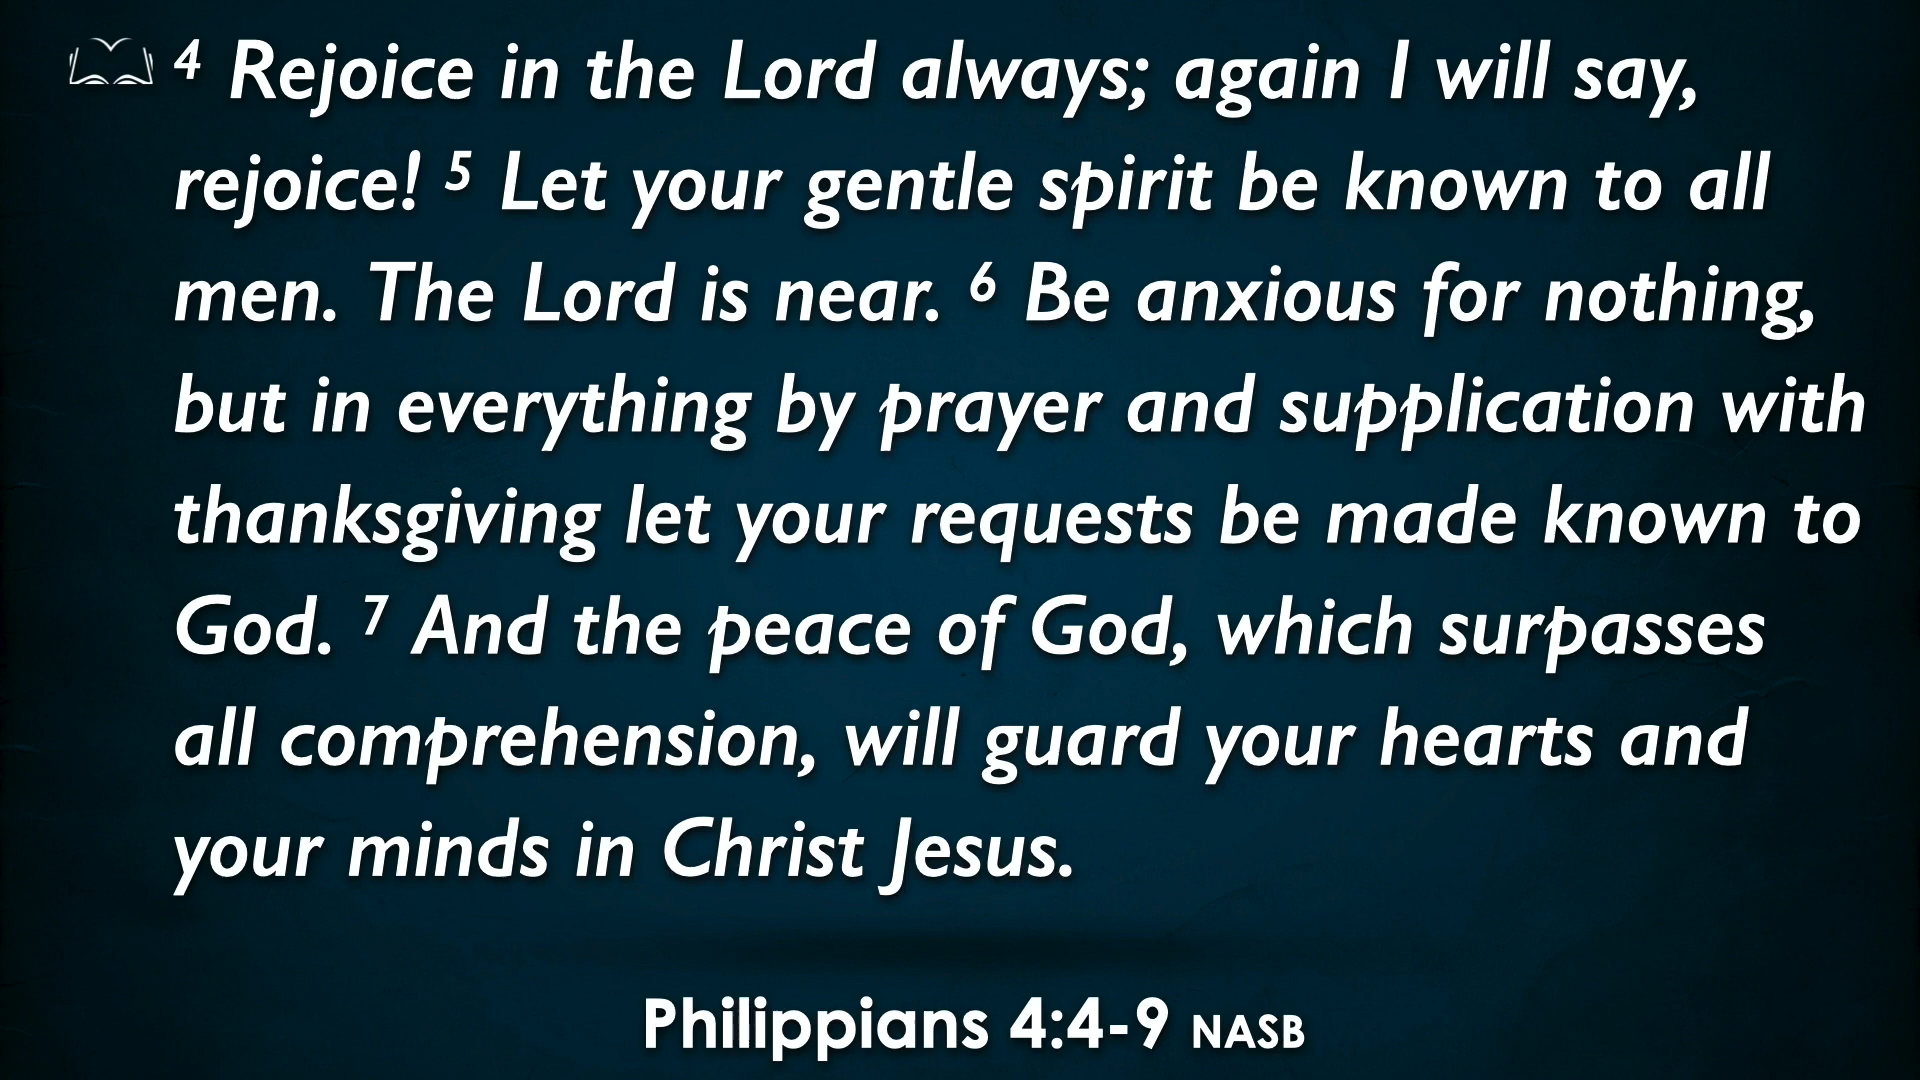 4 Rejoice in the Lord always; again I will say,
rejoice! 5 Let your gentle spirit be known to all
men. The Lord is near. 6 Be anxious for nothing,
but in everything by prayer and supplication with
thanksgiving let your requests be made known to
God. 7 And the peace of God, which surpasses
all comprehension, will guard your hearts and
your minds in Christ Jesus.
Philippians 4:4-9 NASB